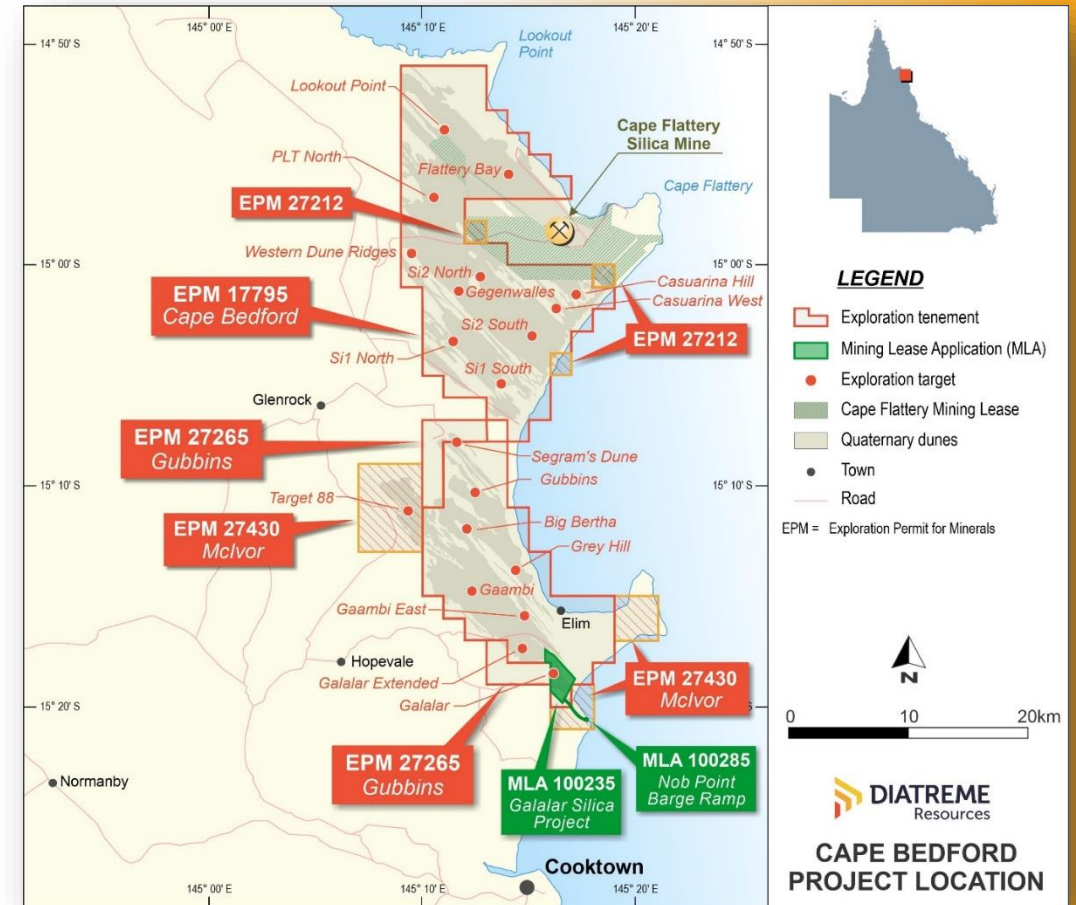 145° 00' E
145° 10' E
145° 20' E
14° 50' S
14° 50' S
Lookout
Point
Lookout Point
Cape Flattery
Silica Mine
PLT North
Flattery Bay
Cape Flattery
EPM 27212
Western Dune Ridges
15° 00' S
15° 00' S
Si2 North
Gegenwalles
Casuarina Hill
Casuarina West
EPM 17795
Cape Bedford
Si2 South
EPM 27212
Si1 North
Si1 South
Glenrock
EPM 27265
Gubbins
Segram's Dune
15° 10' S
15° 10' S
Gubbins
Target 88
EPM 27430
McIvor
Big Bertha
Grey Hill
Gaambi
Gaambi East
Elim
Hopevale
Galalar Extended
Galalar
EPM 27430
McIvor
15° 20' S
S
EPM 27265
Gubbins
MLA 100235
Galalar Silica
Project
MLA 100285
Nob Point
Barge Ramp
Normanby
Cooktown
145° 00' E
145° 10' E
145° 20' E
LEGEND
Exploration tenement
Mining Lease Application (MLA)
Exploration target
Cape Flattery Mining Lease
Quaternary dunes
Town
Road
EPM = Exploration Permit for Minerals
N
0 10 20km
DIATREME
Resources
CAPE BEDFORD
PROJECT LOCATION